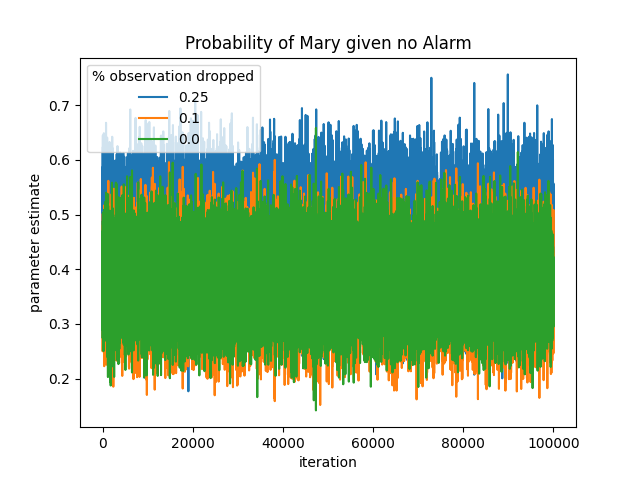 Probability of Mary given no Alarm
% observation dropped
0.25
0.1
0.0
parameter estimate
0.7
0.6
0.5
0.4
0.3
0.2
0 20000 40000 60000 80000 100000
iteration